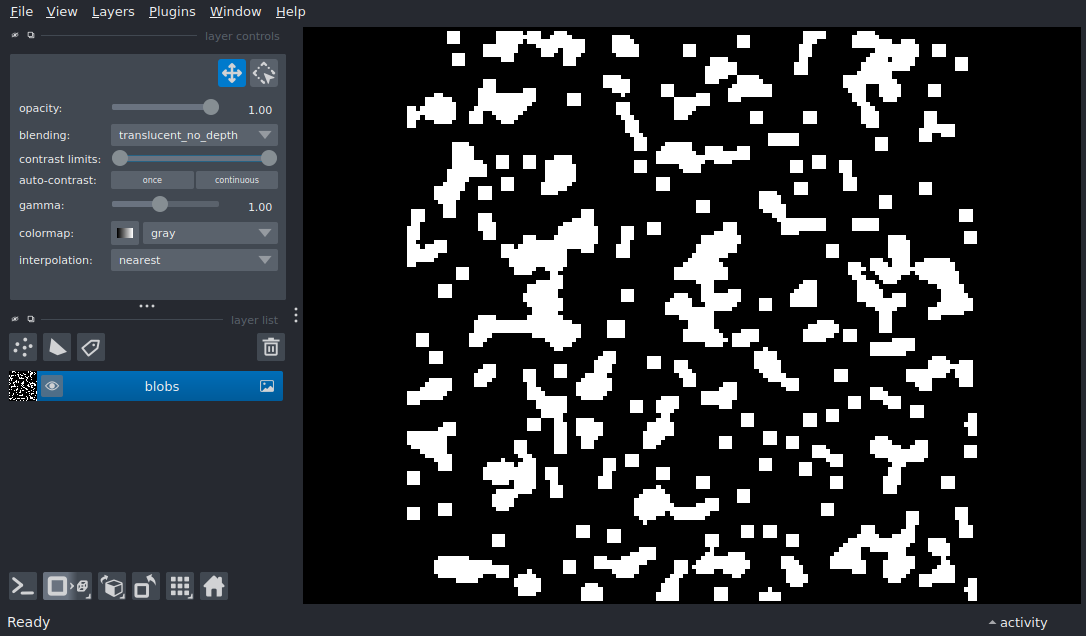 File View Layers Plugins Window Help
layer controls
opacity: 1.00
blending: translucent_no_depth
contrast limits:
auto-contrast: once continuous
gamma: 1.00
colormap: gray
interpolation: nearest
layer list
blobs
Ready activity